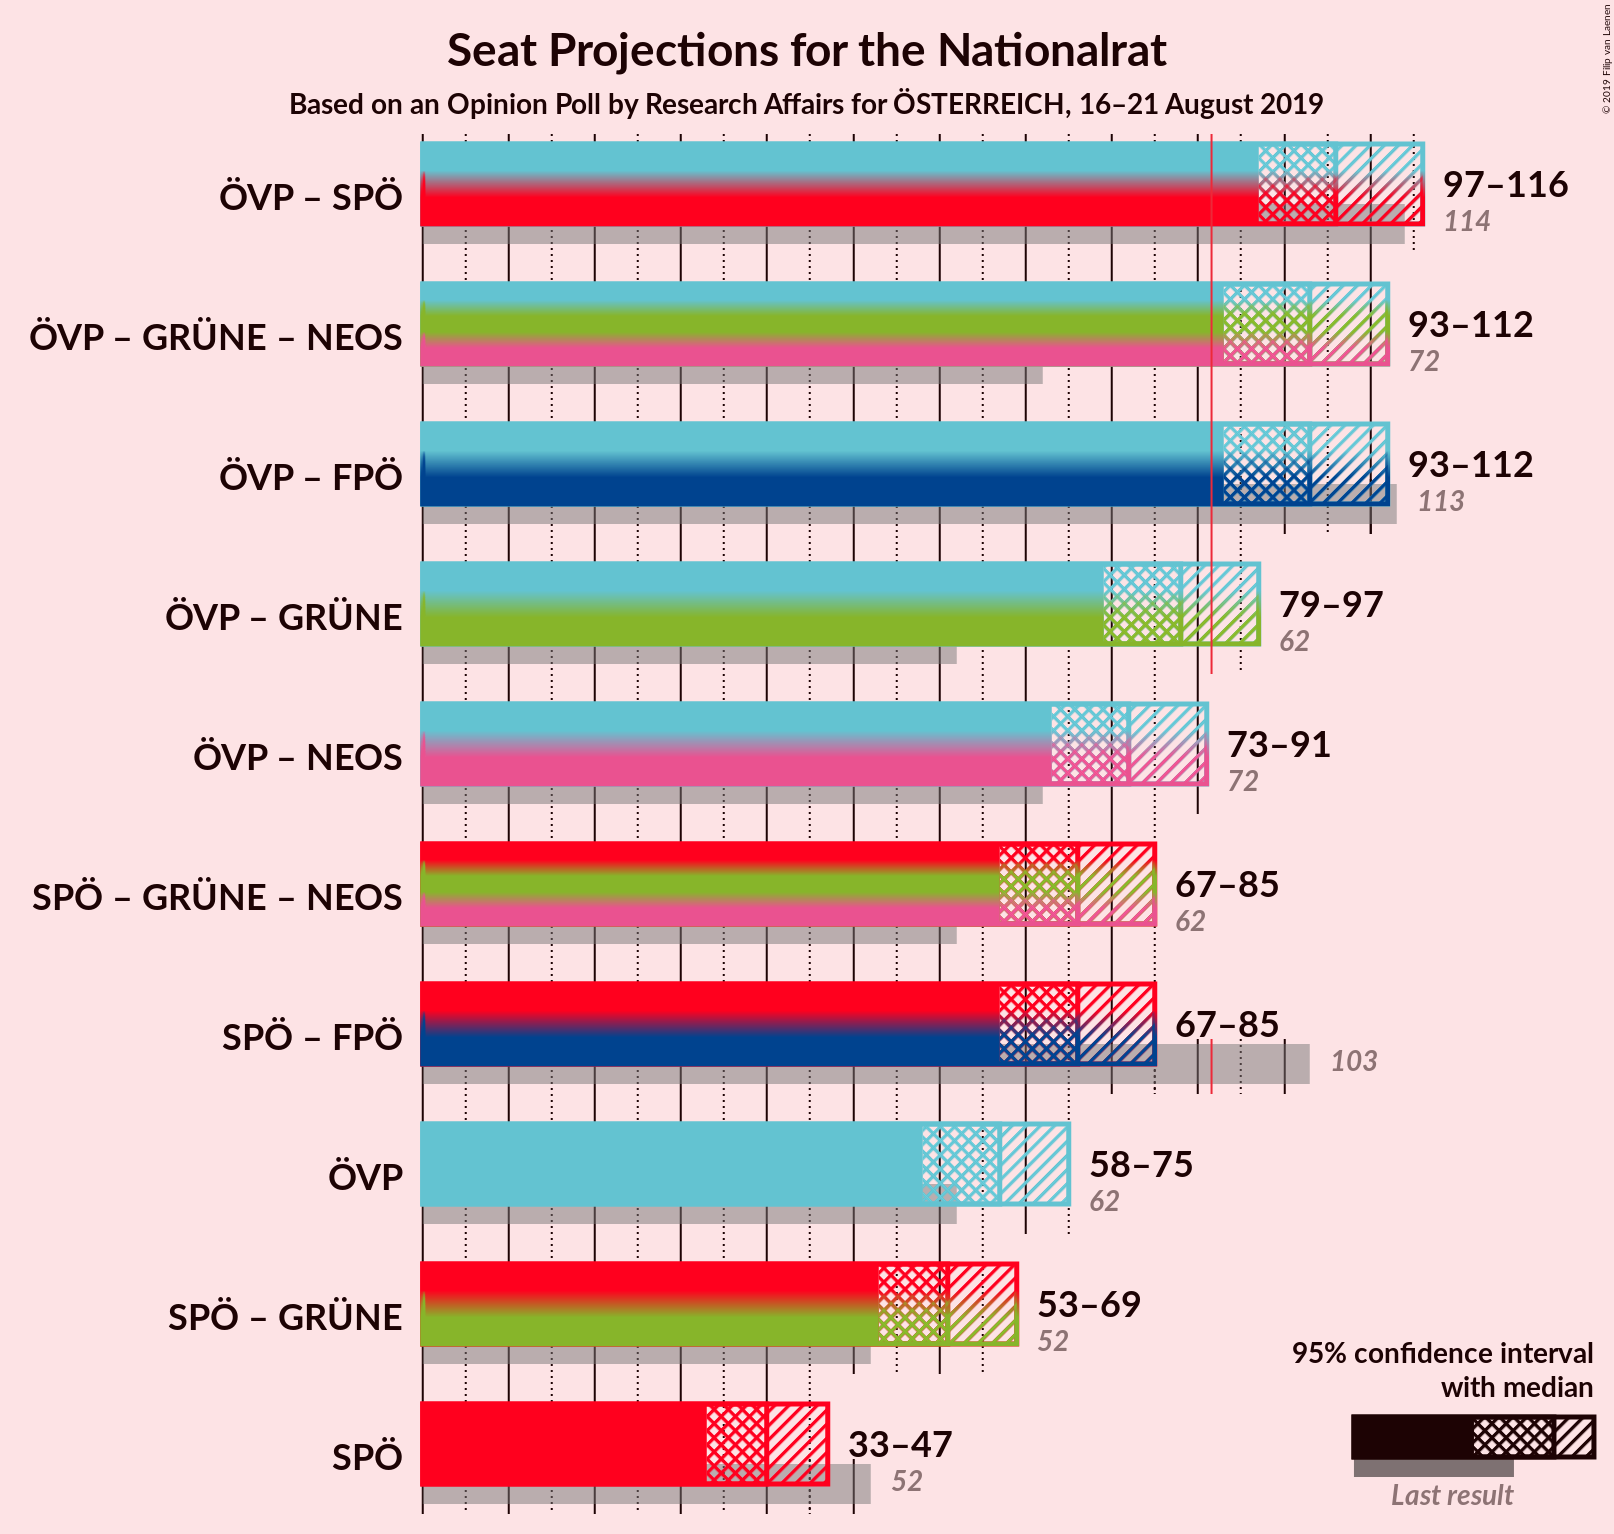 Seat Projections for the Nationalrat
Based on an Opinion Poll by Research Affairs for ÖSTERREICH, 16–21 August 2019
© 2019 Filip van Laenen
ÖVP – SPÖ
97–116
114
ÖVP – GRÜNE – NEOS
93–112
72
ÖVP – FPÖ
93–112
113
ÖVP – GRÜNE
79–97
62
ÖVP – NEOS
73–91
72
SPÖ – GRÜNE – NEOS
67–85
62
SPÖ – FPÖ
67–85
103
ÖVP
58–75
62
SPÖ – GRÜNE
53–69
52
SPÖ
33–47
52
95% confidence interval
with median
Last result